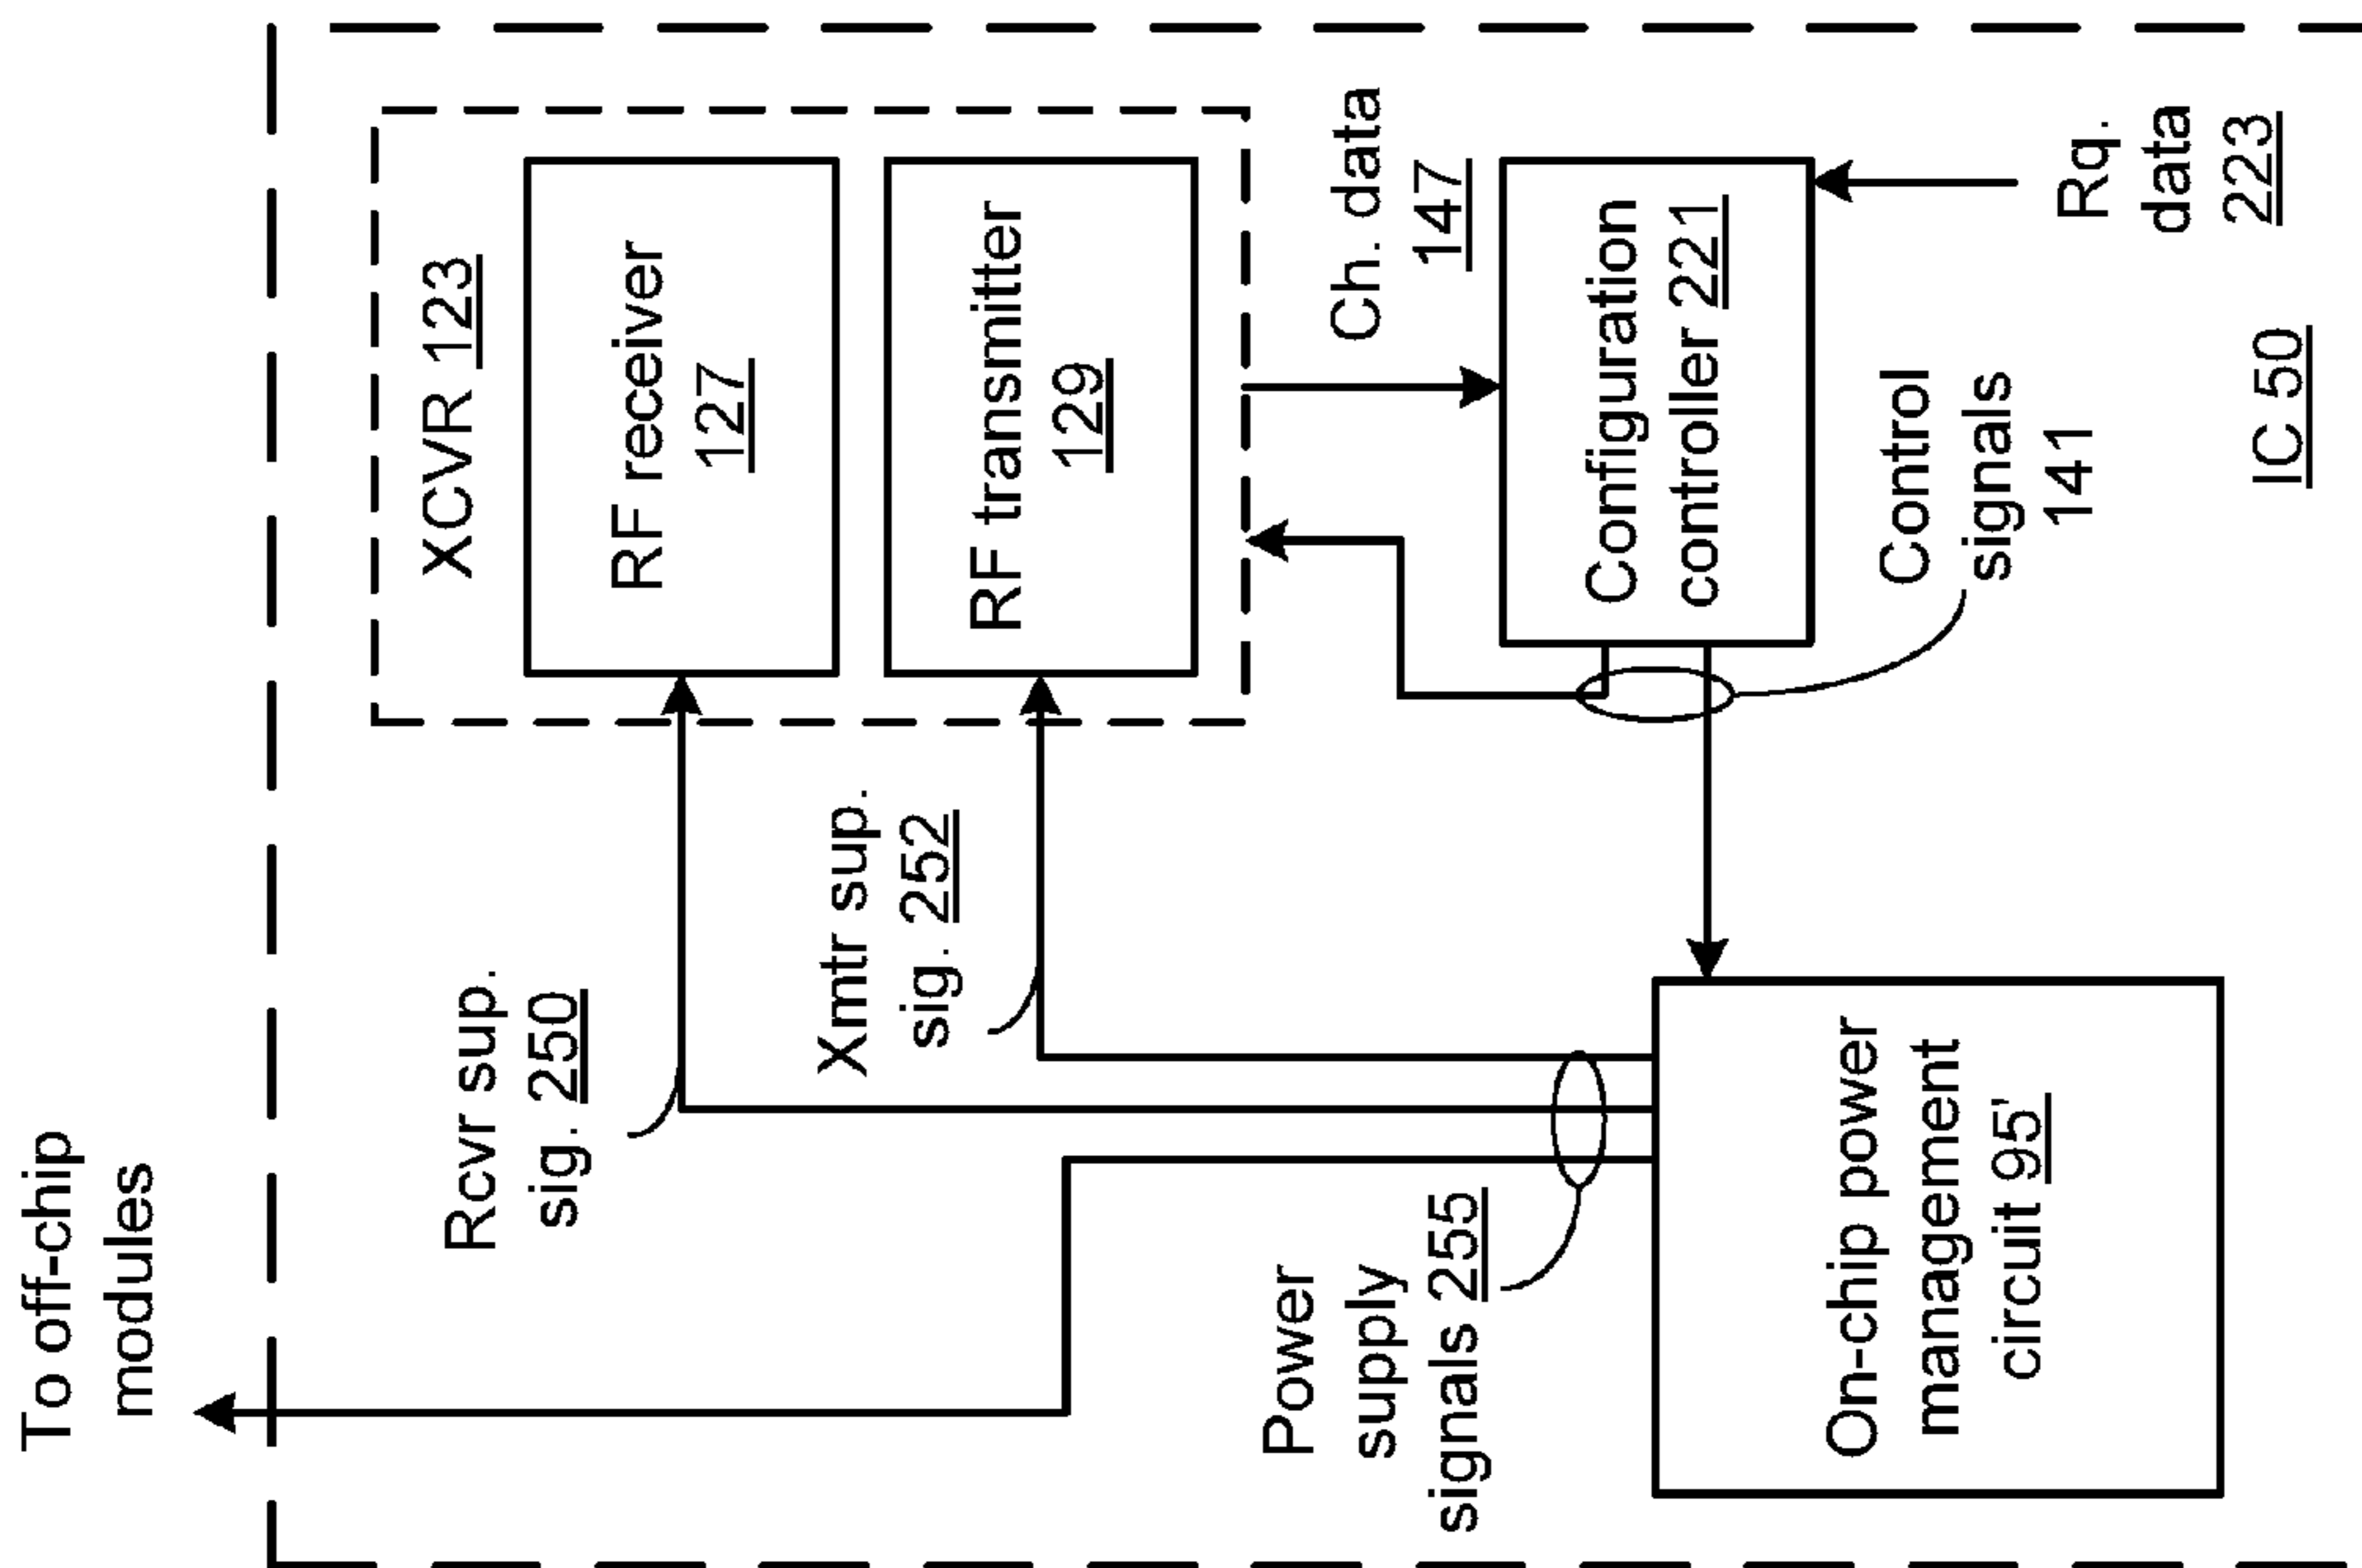 To off-chip
modules
XCVR 123
RF receiver
127
Rcvr sup.
sig. 250
RF transmitter
129
Xmtr sup.
sig. 252
Ch. data
147
Power
supply
signals 255
Configuration
controller 221
On-chip power
management
circuit 95'
Control
signals
141
Rq.
data
223
IC 50